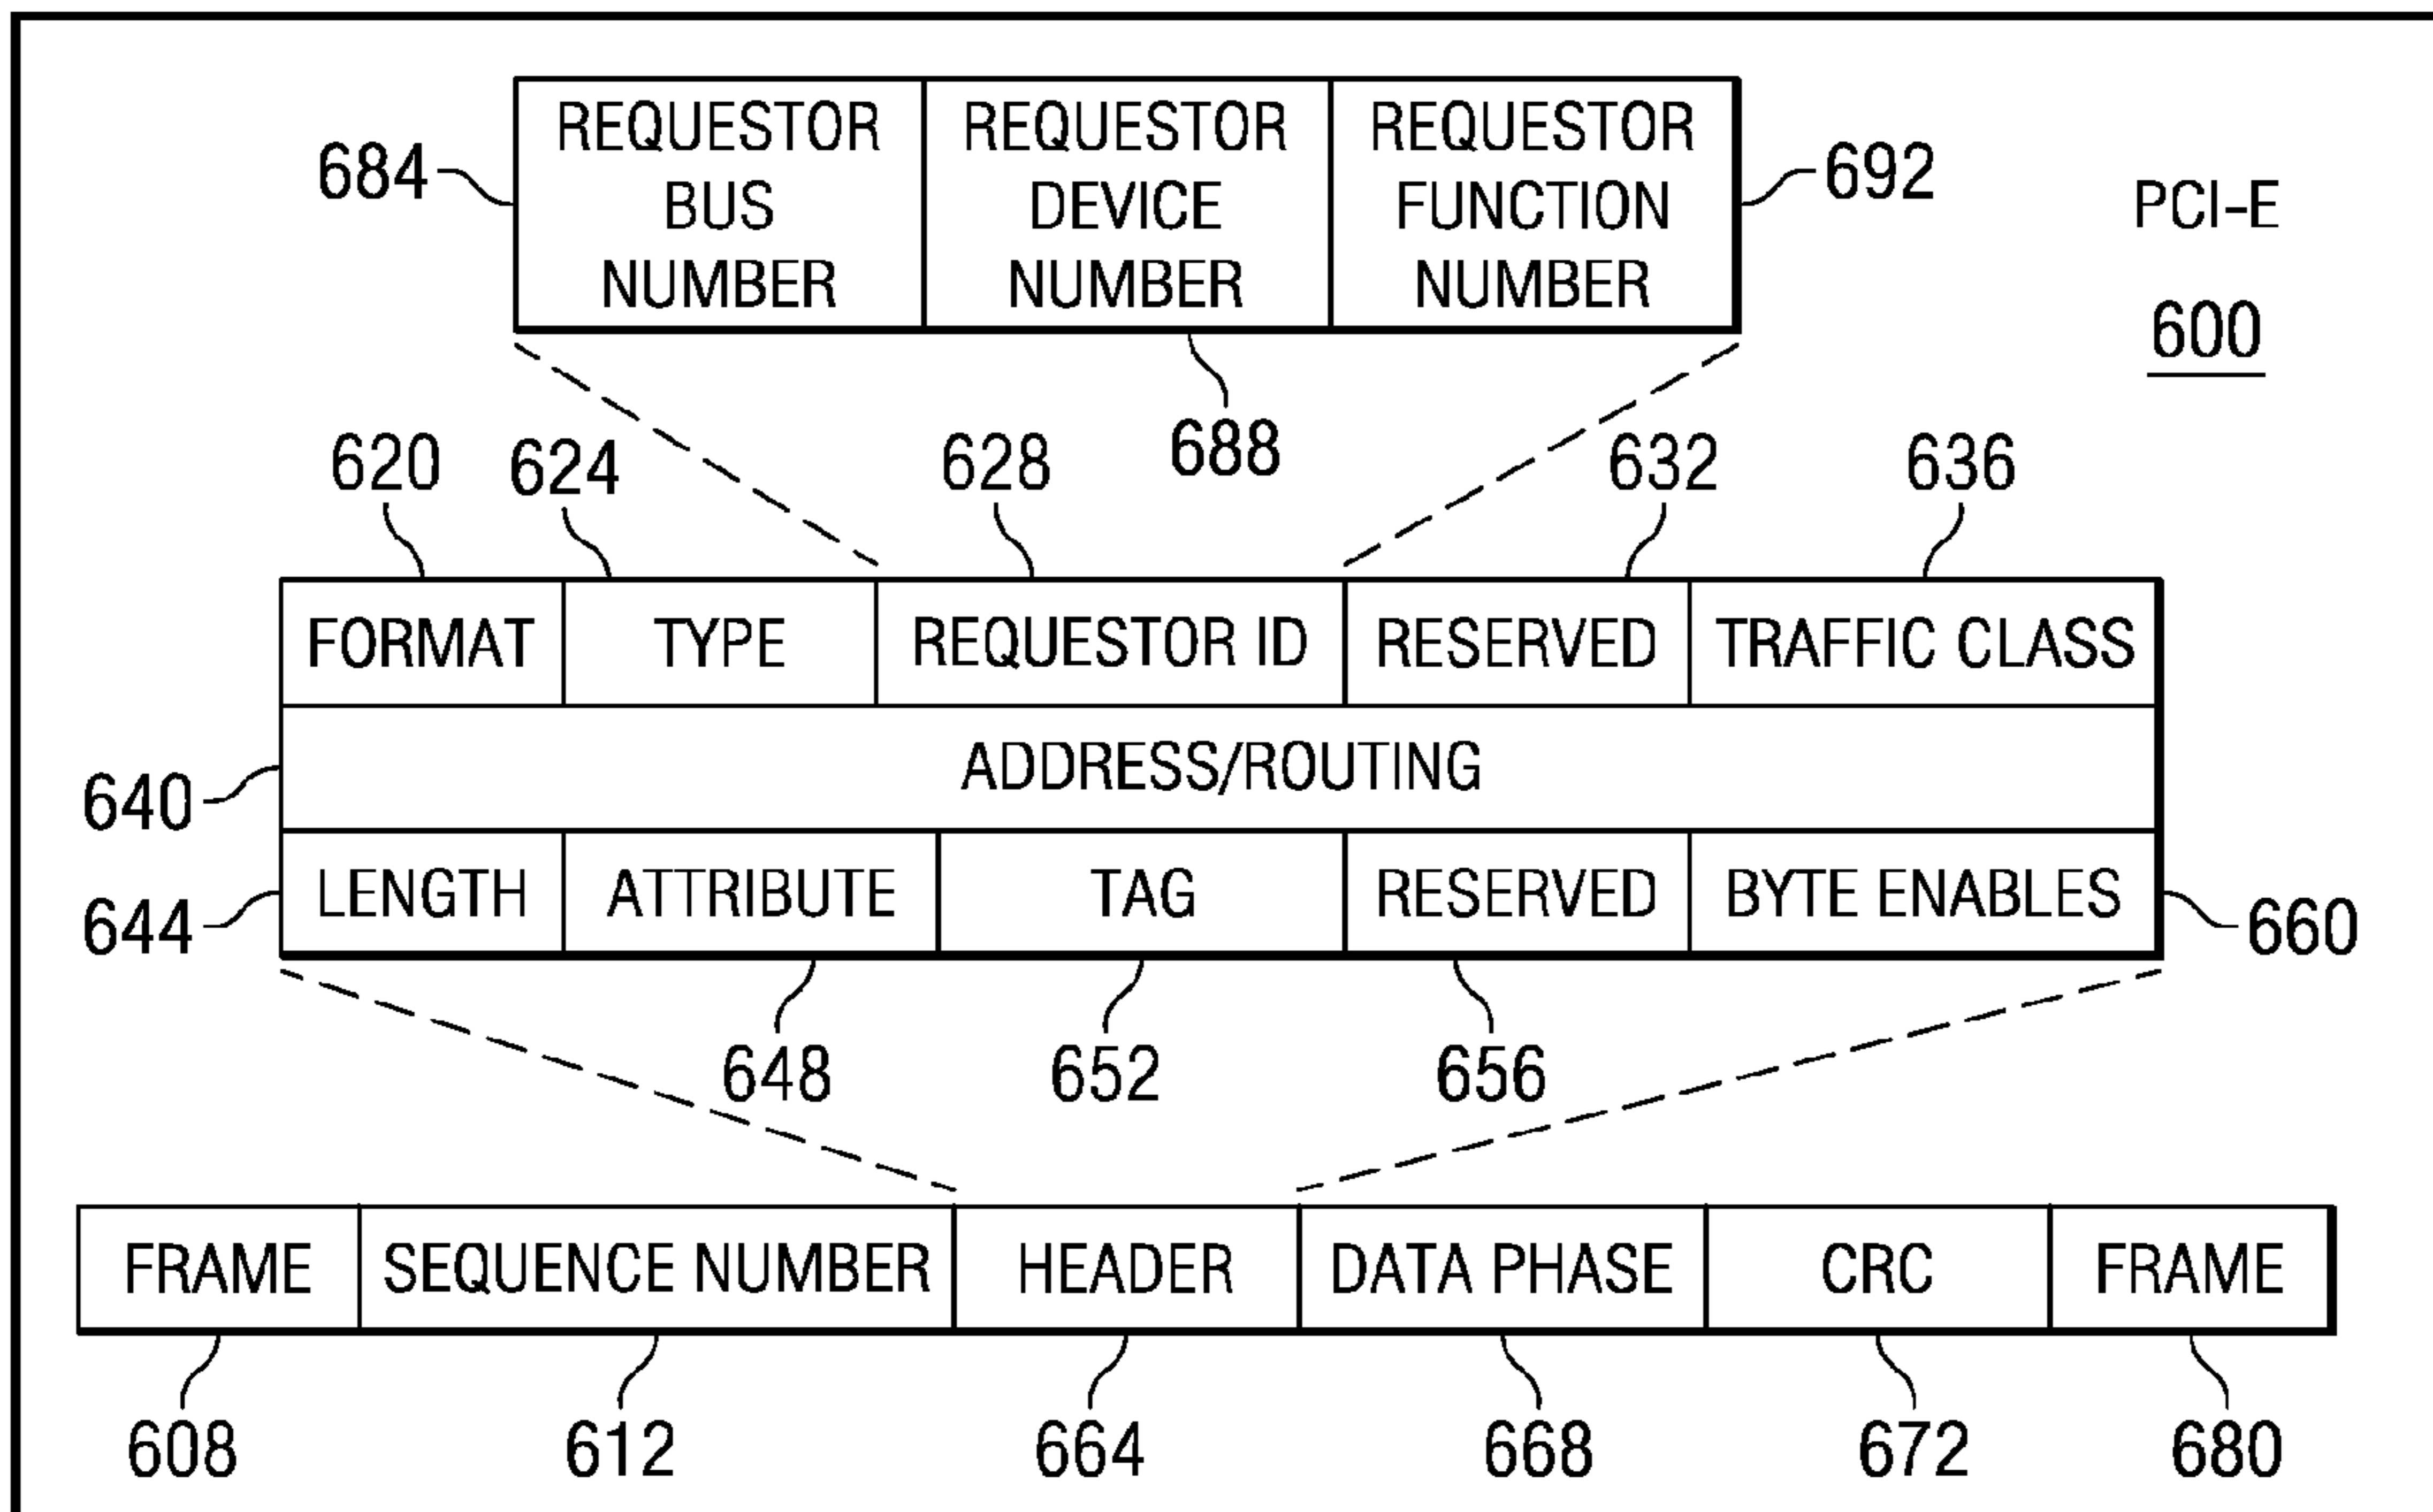 REQUESTOR BUS NUMBER
REQUESTOR DEVICE NUMBER
REQUESTOR FUNCTION NUMBER
684
692
PCI-E
600
688
620
624
628
632
636
FORMAT TYPE REQUESTOR ID RESERVED TRAFFIC CLASS
640
ADDRESS/ROUTING
644
LENGTH ATTRIBUTE TAG RESERVED BYTE ENABLES
660
648
652
656
FRAME SEQUENCE NUMBER HEADER DATA PHASE CRC FRAME
608
612
664
668
672
680